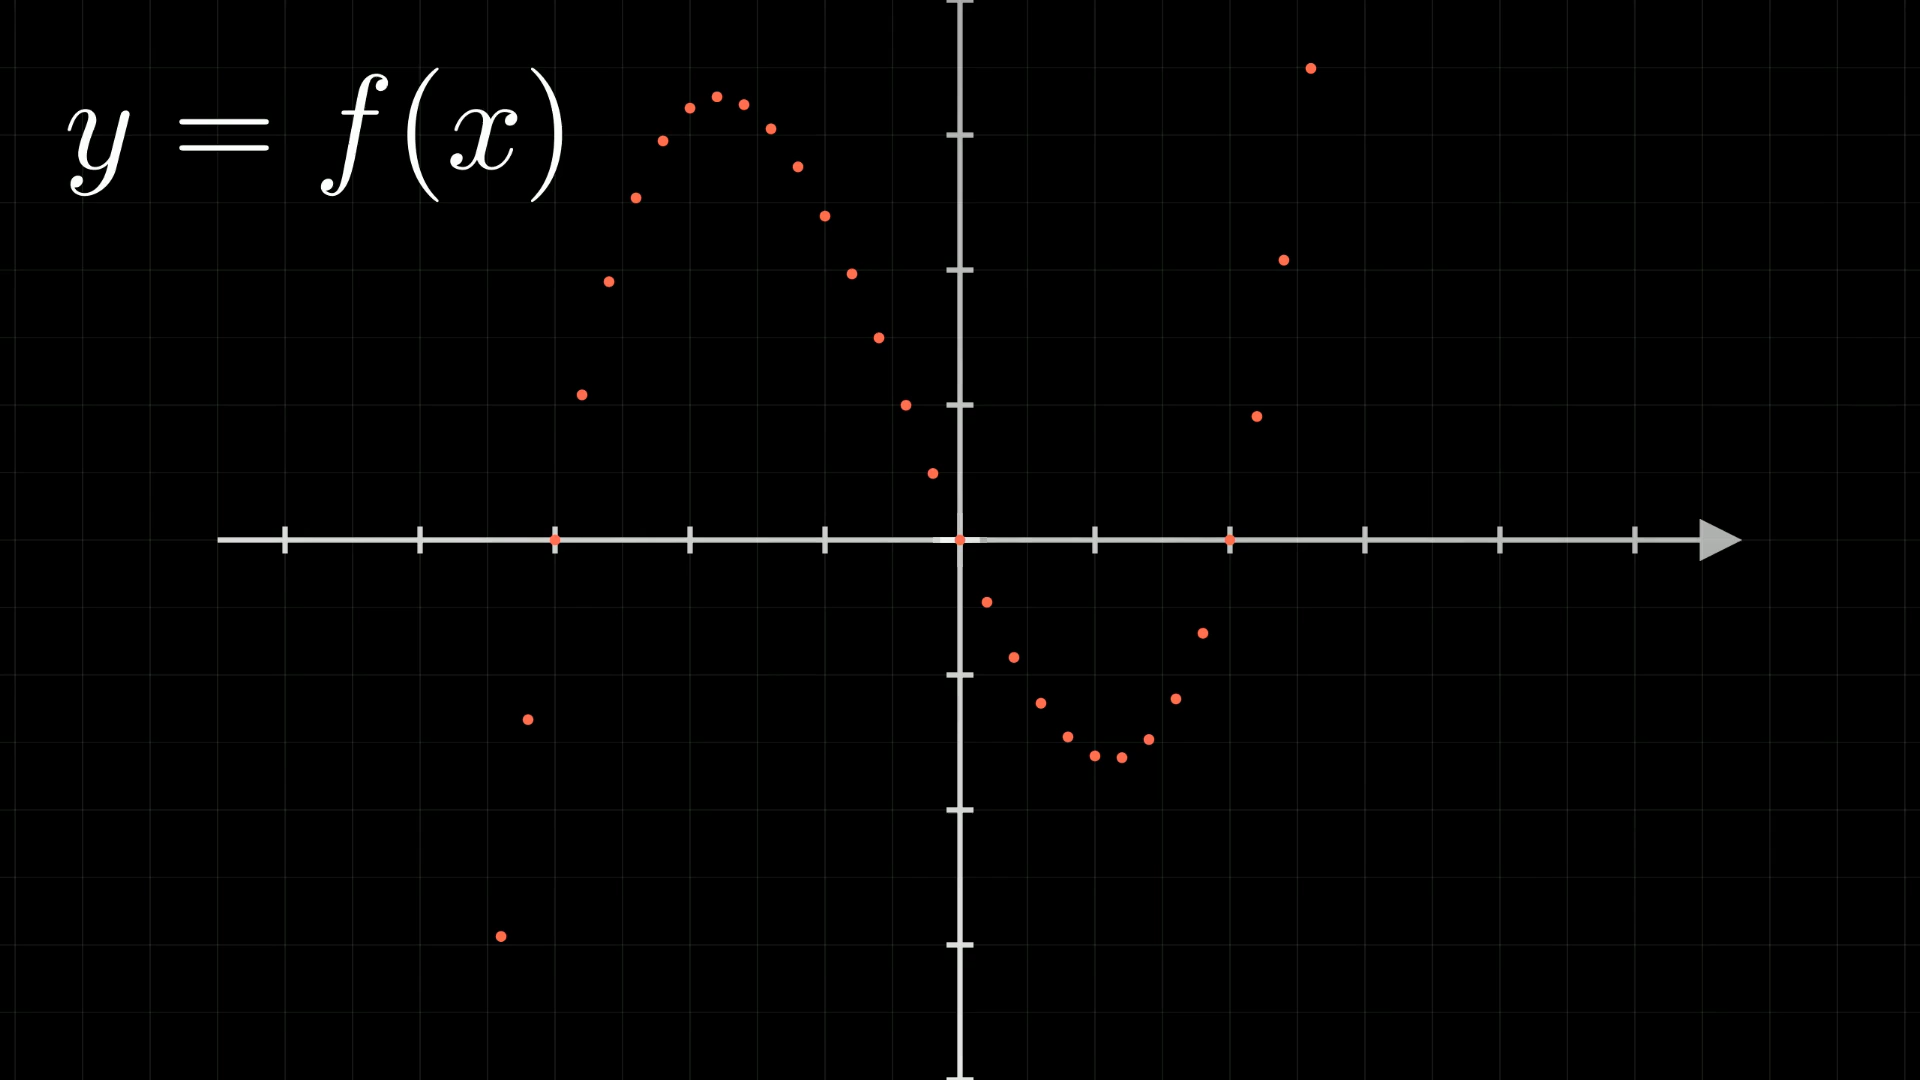 y = f(x)